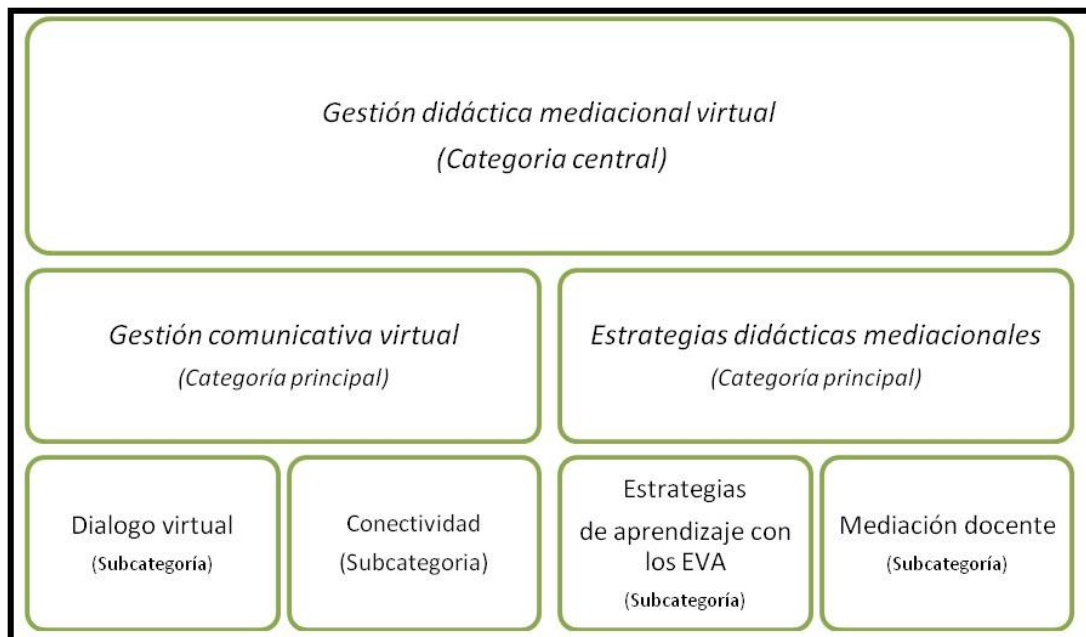 Gestión didáctica mediacional virtual
(Categoria central)
Gestión comunicativa virtual
(Categoría principal)
Estrategias didácticas mediacionales
(Categoría principal)
Dialogo virtual
(Subcategoría)
Conectividad
(Subcategoria)
Estrategias
de aprendizaje con
los EVA
(Subcategoría)
Mediación docente
(Subcategoría)